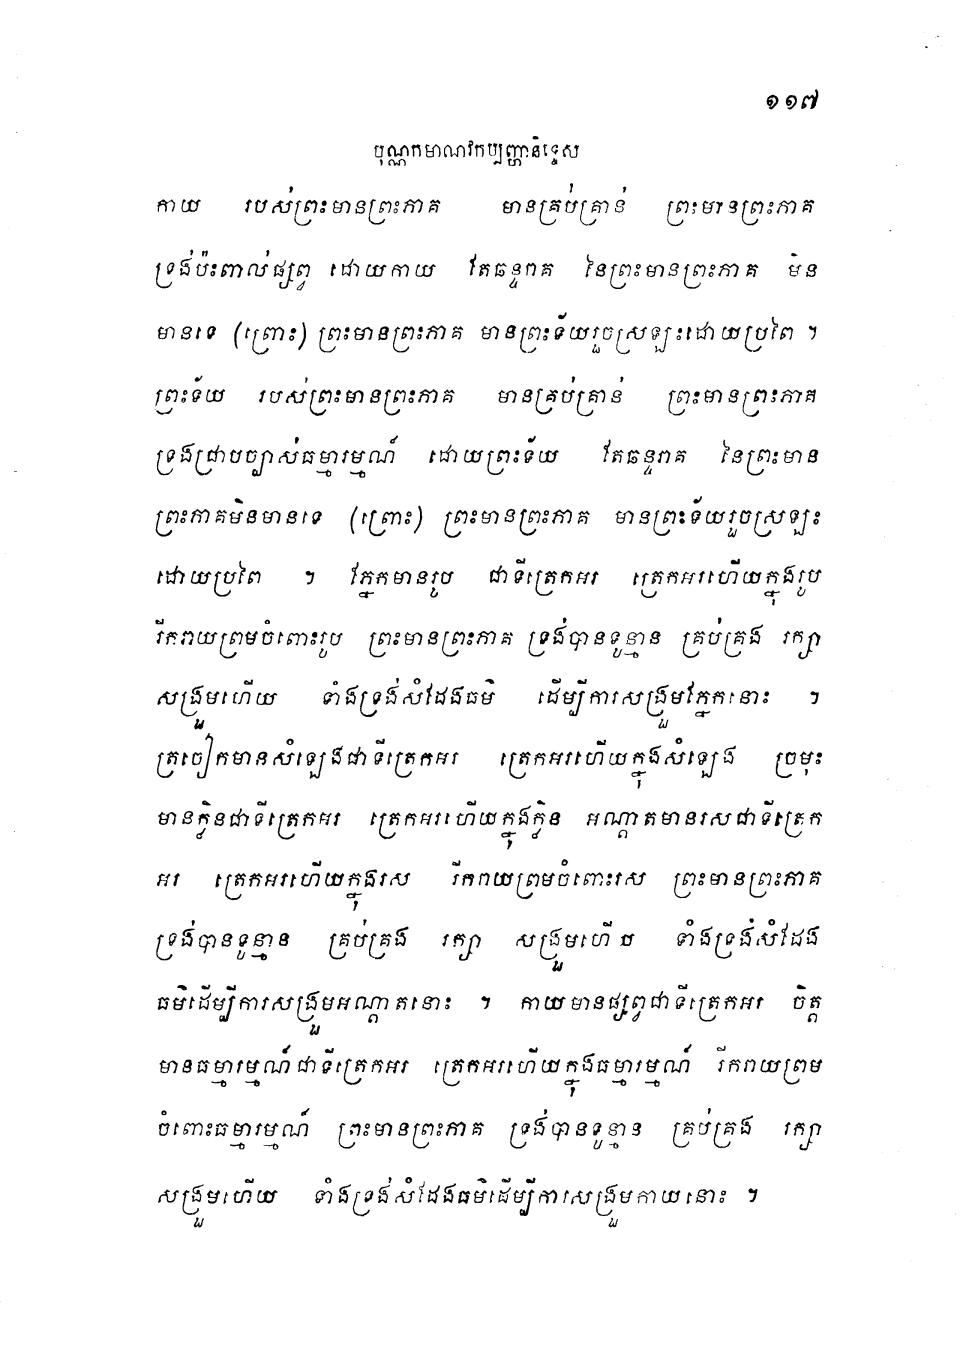 ១១៧
បុណ្ណកមាណវកប្បញ្ហានិទ្ទេស
កាយ របស់ព្រះមានព្រះភាគ មានគ្រប់គ្រាន់ ព្រះមានព្រះភាគ
ទ្រង់ប៉ះពាល់ផ្សព្វ ដោយកាយ តែឆន្ទរាគ នៃព្រះមានព្រះភាគ មិន
មានទេ (ព្រោះ) ព្រះមានព្រះភាគ មានព្រះទ័យរួចស្រឡះដោយប្រពៃ ។
ព្រះទ័យ របស់ព្រះមានព្រះភាគ មានគ្រប់គ្រាន់ ព្រះមានព្រះភាគ
ទ្រង់ជ្រាបច្បាស់ធម្មារម្មណ៍ ដោយព្រះទ័យ តែឆន្ទរាគ នៃព្រះមាន
ព្រះភាគមិនមានទេ (ព្រោះ) ព្រះមានព្រះភាគ មានព្រះទ័យរួចស្រឡះ
ដោយប្រពៃ ។ ភ្នែកមានរូប ជាទីត្រេកអរ ត្រេកអរហើយក្នុងរូប
រីករាយព្រមចំពោះរូប ព្រះមានព្រះភាគ ទ្រង់បានទូន្មាន គ្រប់គ្រង រក្សា
សង្រួមហើយ ទាំងទ្រង់សំដែងធម៌ ដើម្បីការសង្រួមភ្នែកនោះ ។
ត្រចៀកមានសំឡេងជាទីត្រេកអរ ត្រេកអរហើយក្នុងសំឡេង ច្រមុះ
មានក្លិនជាទីត្រេកអរ ត្រេកអរហើយក្នុងក្លិន អណ្តាតមានរសជាទីត្រេក
អរ ត្រេកអរហើយក្នុងរស រីករាយព្រមចំពោះរស ព្រះមានព្រះភាគ
ទ្រង់បានទូន្មាន គ្រប់គ្រង រក្សា សង្រួមហើយ ទាំងទ្រង់សំដែង
ធម៌ដើម្បីការសង្រួមអណ្តាតនោះ ។ កាយមានផ្សព្វជាទីត្រេកអរ ចិត្ត
មានធម្មារម្មណ៍ជាទីត្រេកអរ ត្រេកអរហើយក្នុងធម្មារម្មណ៍ រីករាយព្រម
ចំពោះធម្មារម្មណ៍ ព្រះមានព្រះភាគ ទ្រង់បានទូន្មាន គ្រប់គ្រង រក្សា
សង្រួមហើយ ទាំងទ្រង់សំដែងធម៌ដើម្បីការសង្រួមកាយនោះ ។